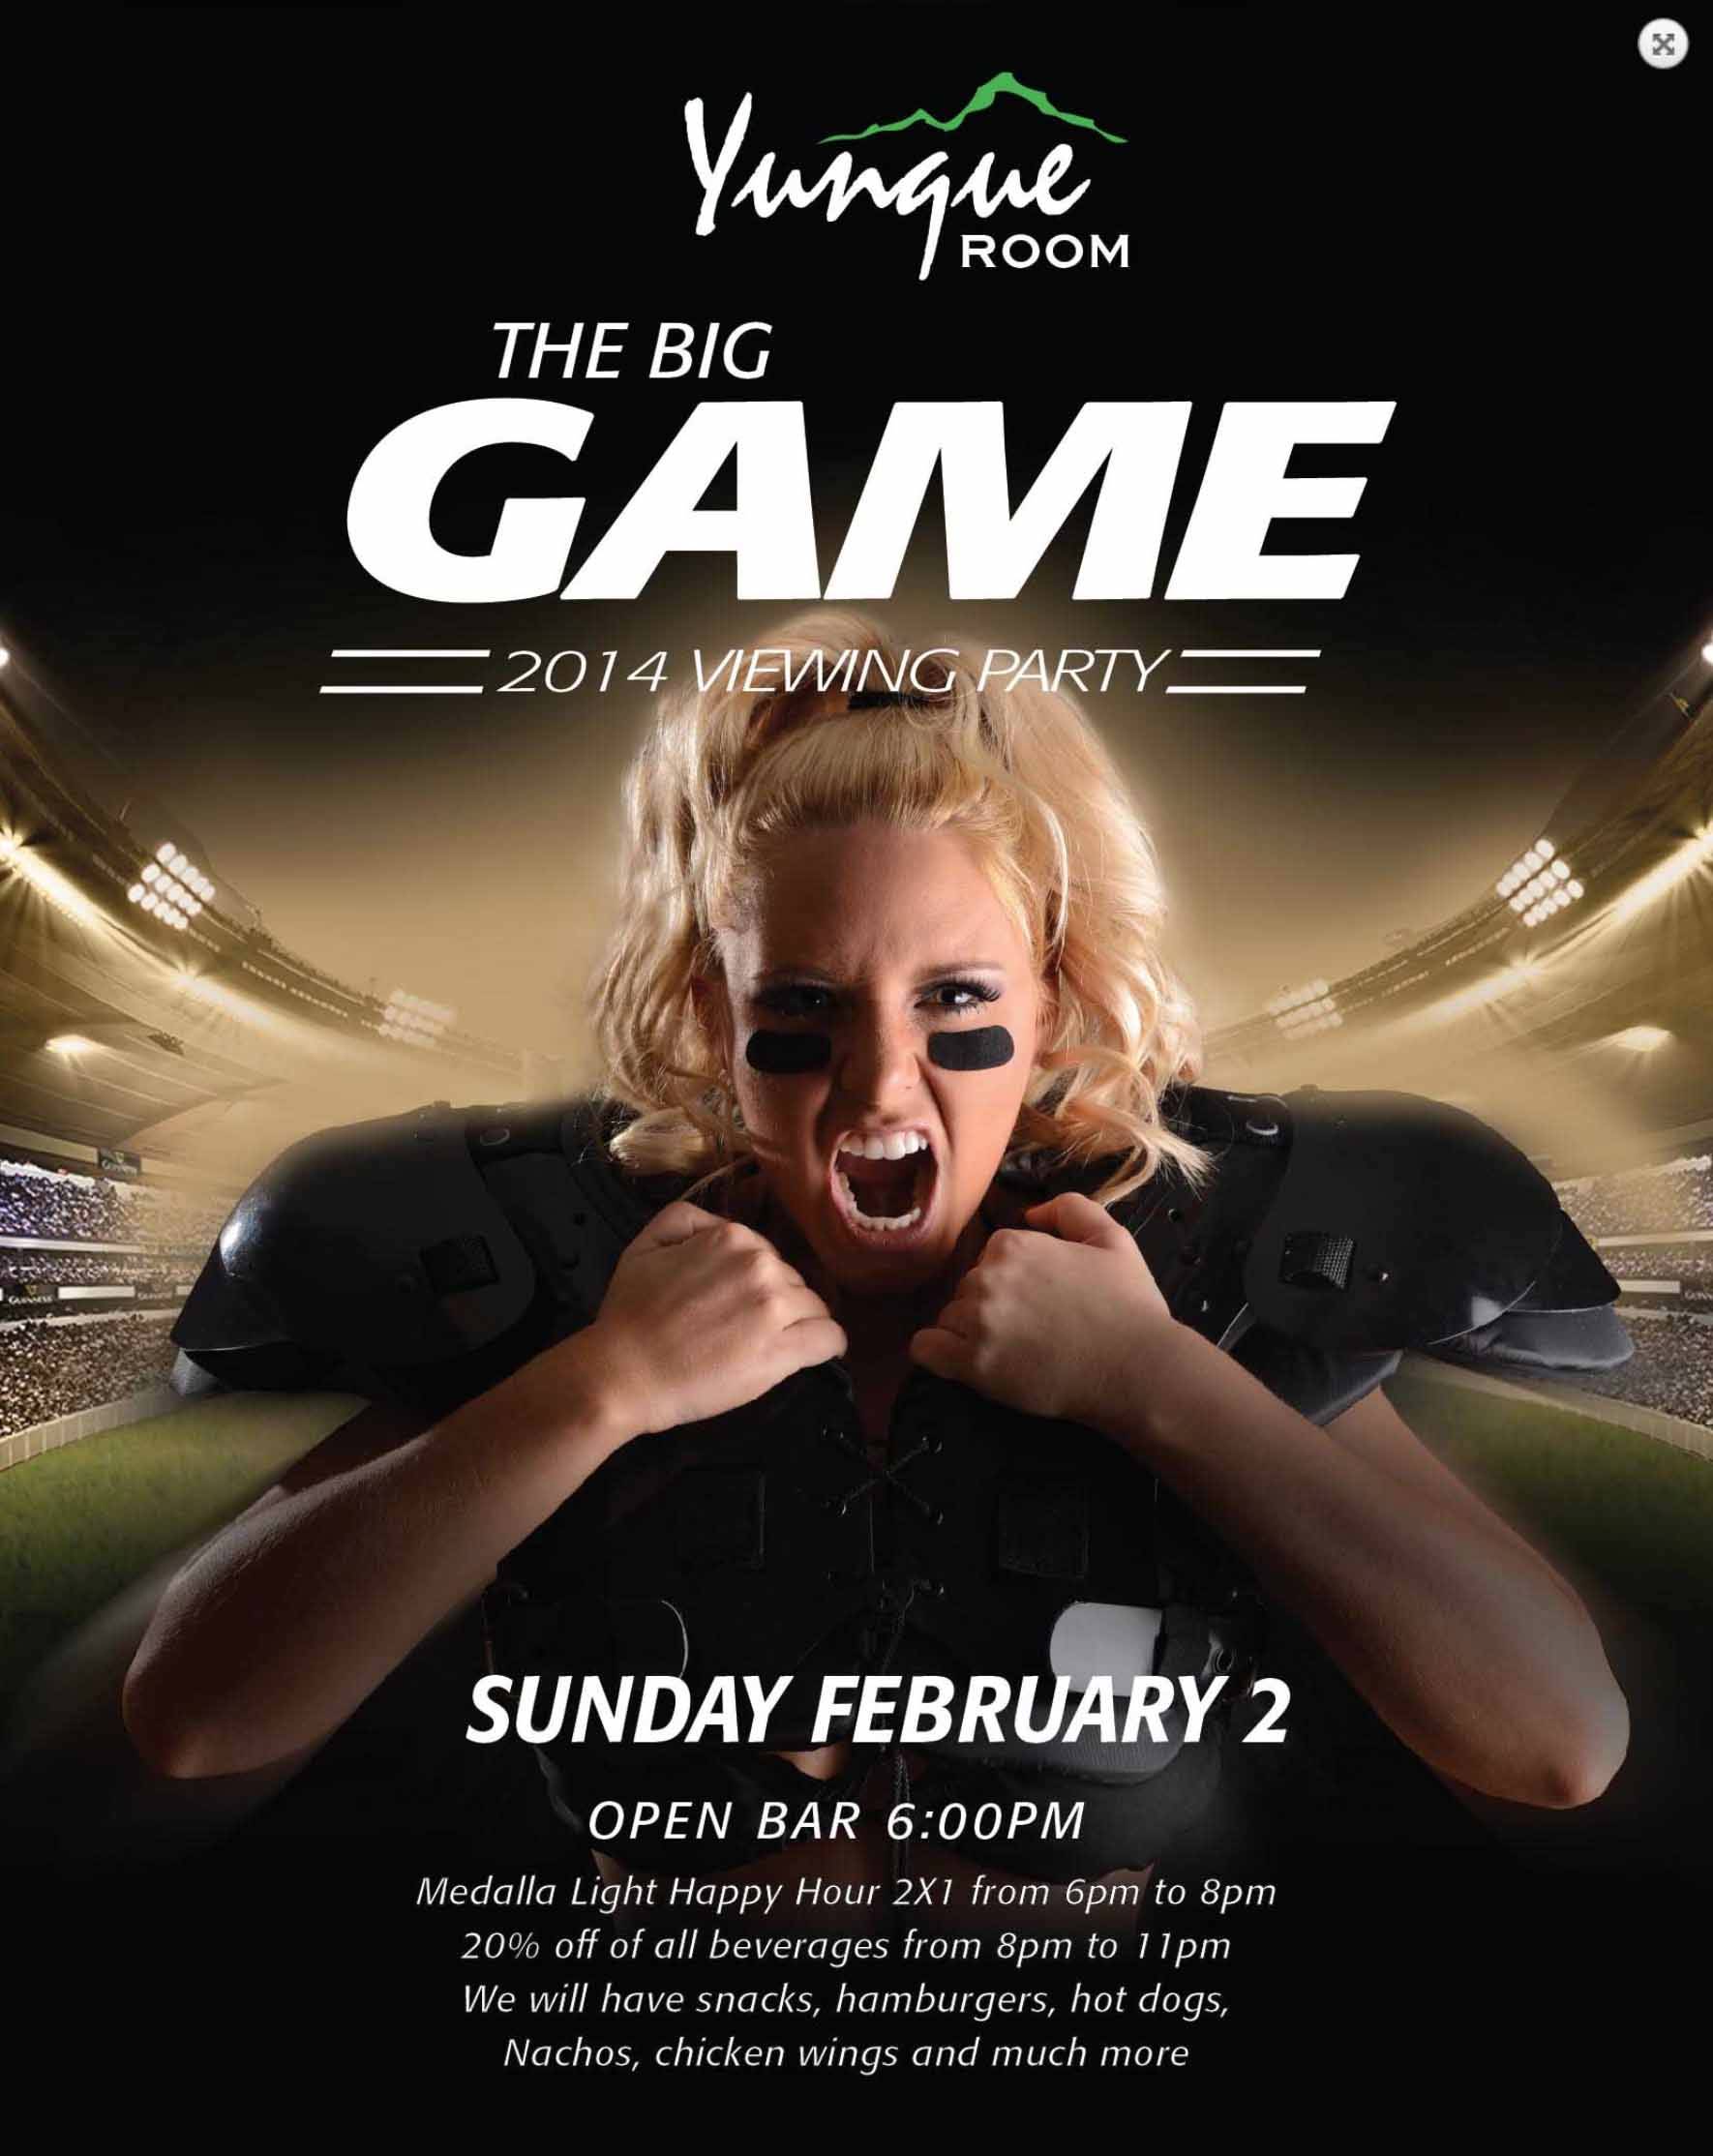 Yunque
ROOM
THE BIG
GAME
2014 VIEWING PARTY
GUINNESS
GUINNESS
SUNDAY FEBRUARY 2
OPEN BAR 6:00PM
Medalla Light Happy Hour 2X1 from 6pm to 8pm
20% off of all beverages from 8pm to 11pm
We will have snacks, hamburgers, hot dogs,
Nachos, chicken wings and much more